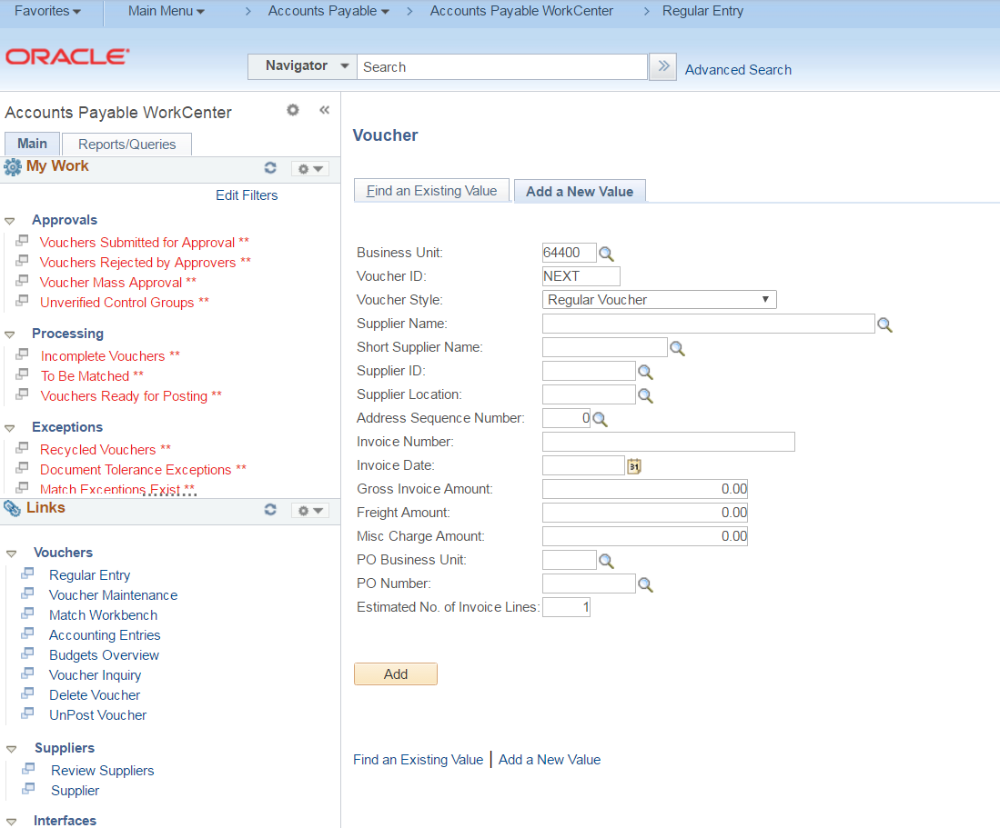 Favorites Main Menu > Accounts Payable > Accounts Payable WorkCenter > Regular Entry
ORACLE
Navigator Search » Advanced Search
Accounts Payable WorkCenter «
Main Reports/Queries
My Work
Edit Filters
Approvals
Vouchers Submitted for Approval **
Vouchers Rejected by Approvers **
Voucher Mass Approval **
Unverified Control Groups **
Processing
Incomplete Vouchers **
To Be Matched **
Vouchers Ready for Posting **
Exceptions
Recycled Vouchers **
Document Tolerance Exceptions **
Match Exceptions Exist **
Links
Vouchers
Regular Entry
Voucher Maintenance
Match Workbench
Accounting Entries
Budgets Overview
Voucher Inquiry
Delete Voucher
UnPost Voucher
Suppliers
Review Suppliers
Supplier
Interfaces
Voucher
Find an Existing Value Add a New Value
Business Unit: 64400
Voucher ID: NEXT
Voucher Style: Regular Voucher
Supplier Name:
Short Supplier Name:
Supplier ID:
Supplier Location:
Address Sequence Number: 0
Invoice Number:
Invoice Date: 31
Gross Invoice Amount: 0.00
Freight Amount: 0.00
Misc Charge Amount: 0.00
PO Business Unit:
PO Number:
Estimated No. of Invoice Lines: 1
Add
Find an Existing Value | Add a New Value